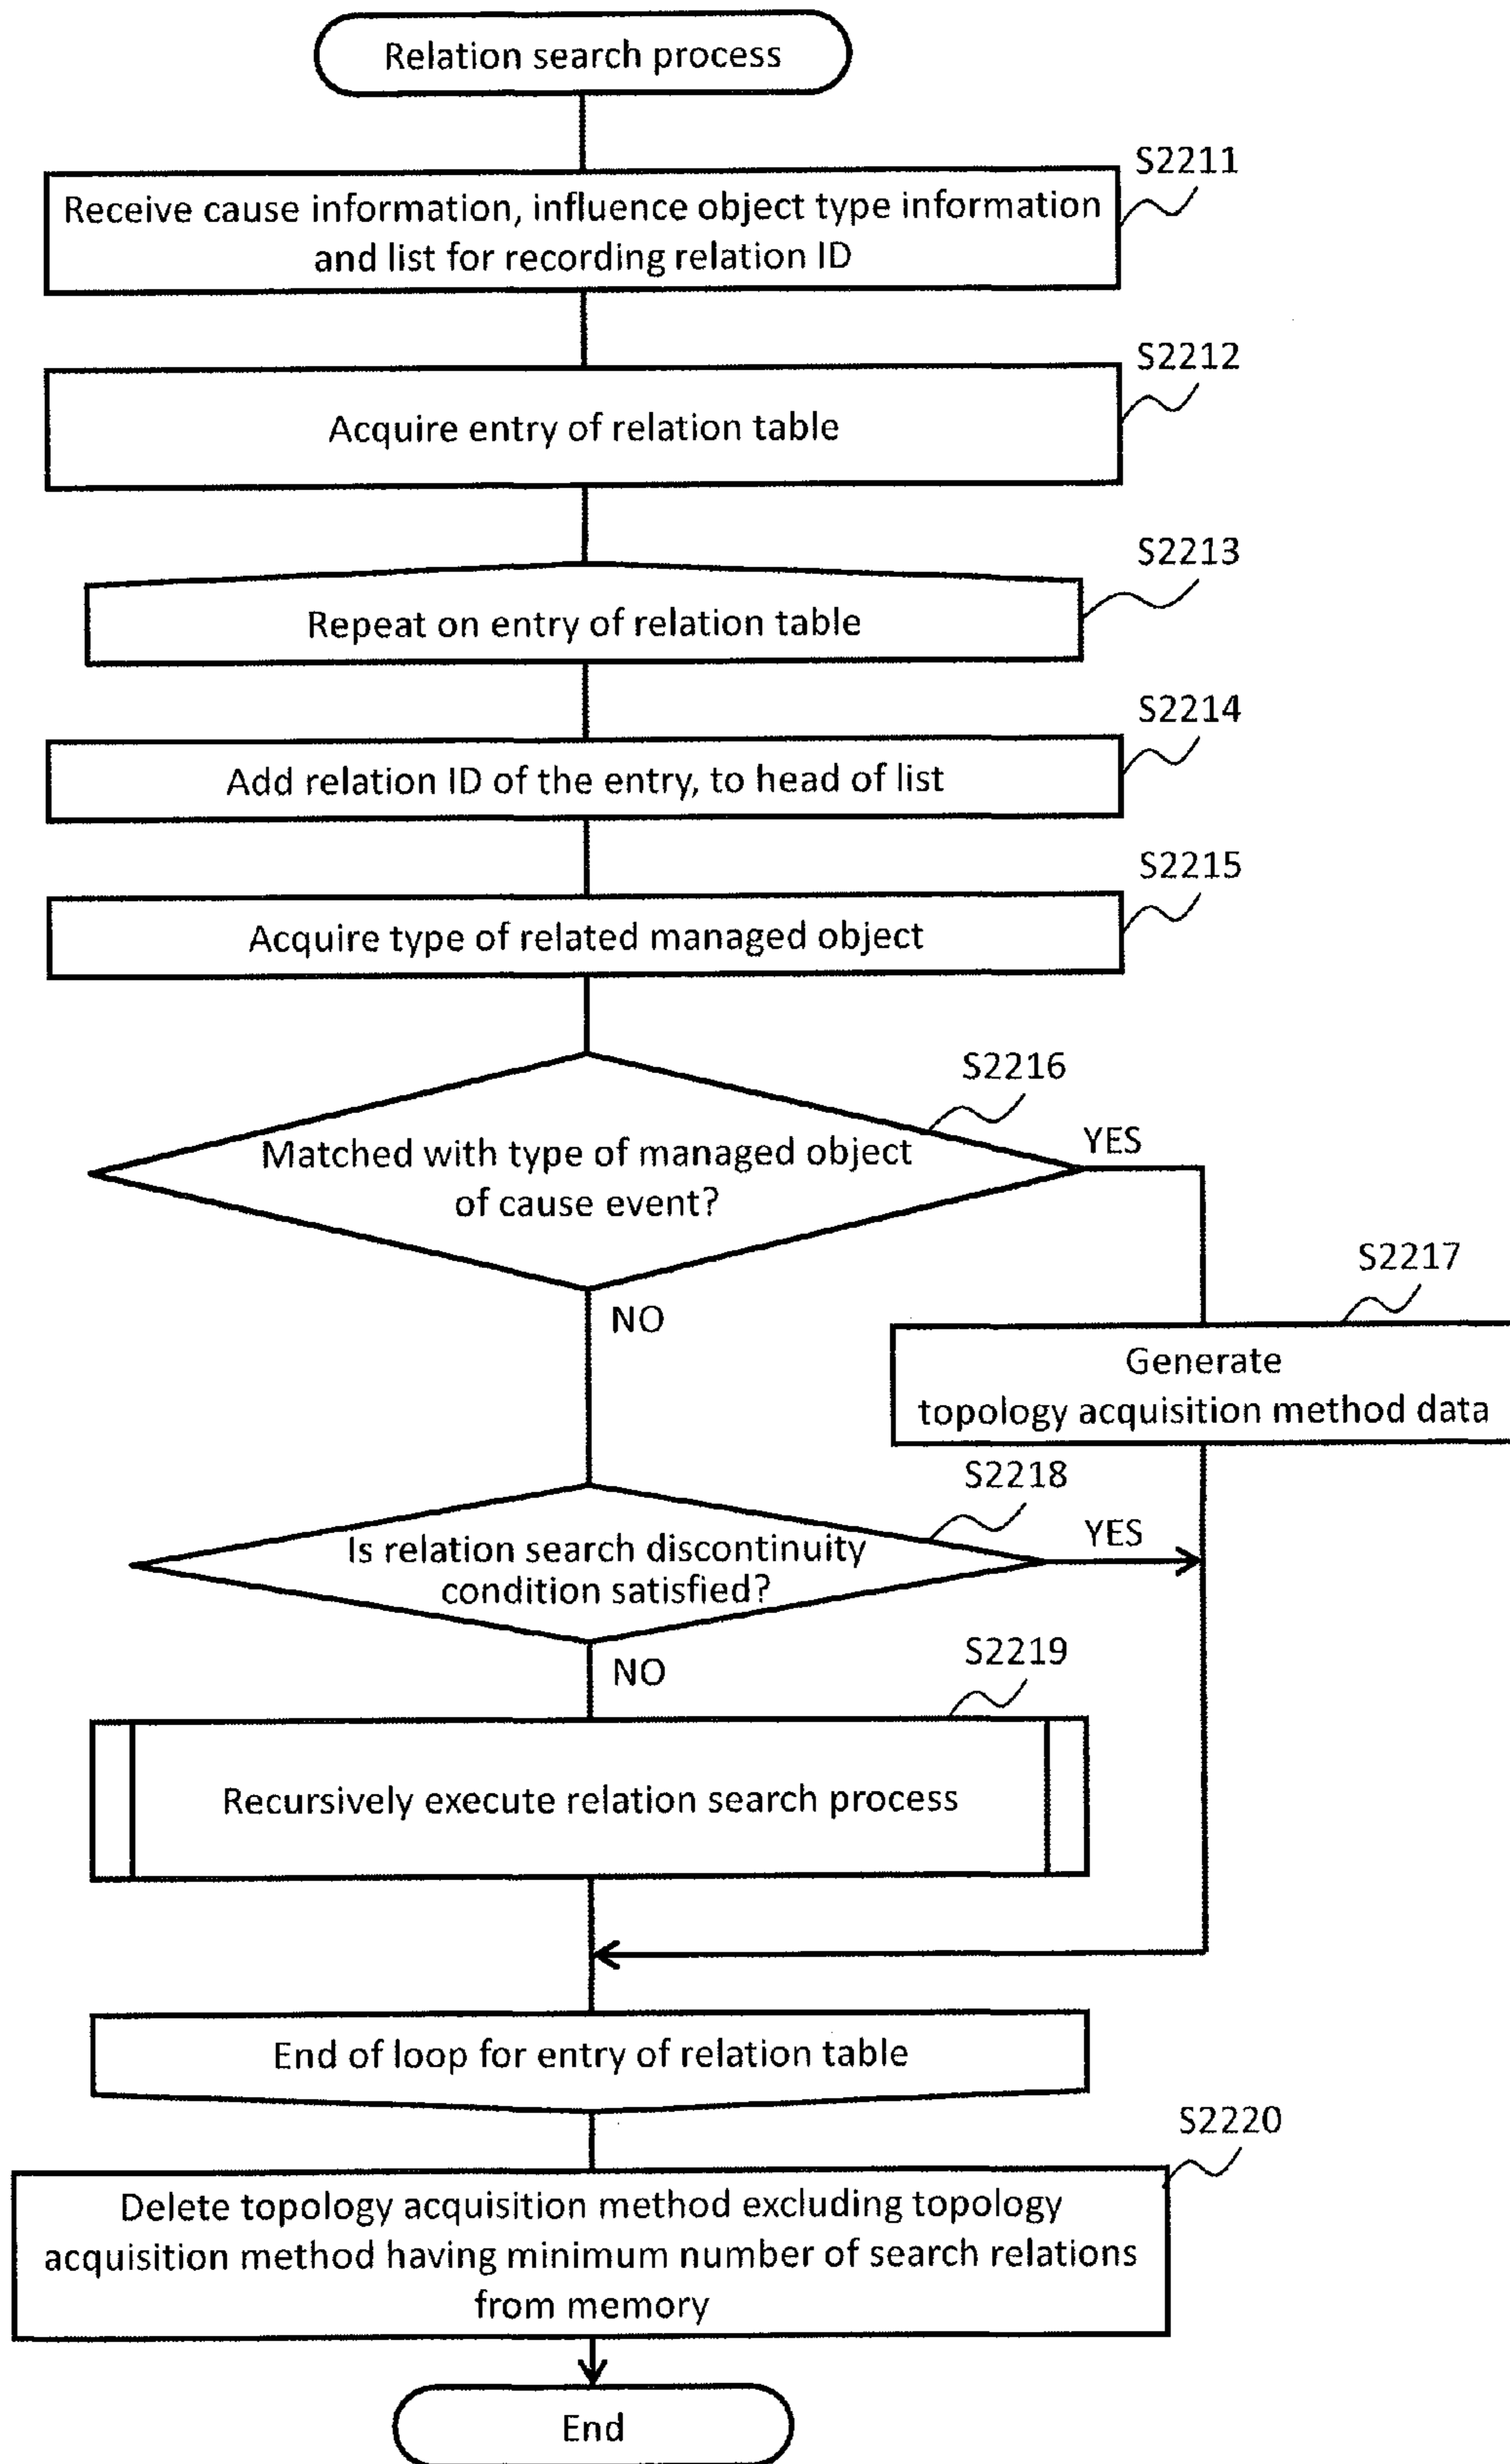 Relation search process
S2211
Receive cause information, influence object type information
and list for recording relation ID
S2212
Acquire entry of relation table
S2213
Repeat on entry of relation table
S2214
Add relation ID of the entry, to head of list
S2215
Acquire type of related managed object
S2216
Matched with type of managed object
of cause event?
YES
NO
S2217
Generate
topology acquisition method data
S2218
Is relation search discontinuity
condition satisfied?
YES
NO
S2219
Recursively execute relation search process
End of loop for entry of relation table
S2220
Delete topology acquisition method excluding topology
acquisition method having minimum number of search relations
from memory
End